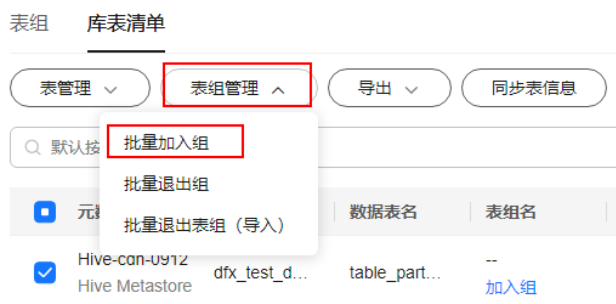 表组 库表清单
表管理 表组管理 导出 同步表信息
默认按
批量加入组
批量退出组
批量退出表组（导入）
数据表名 表组名
Hive-cdn-0912 dfx_test_d... table_part... --
Hive Metastore 加入组